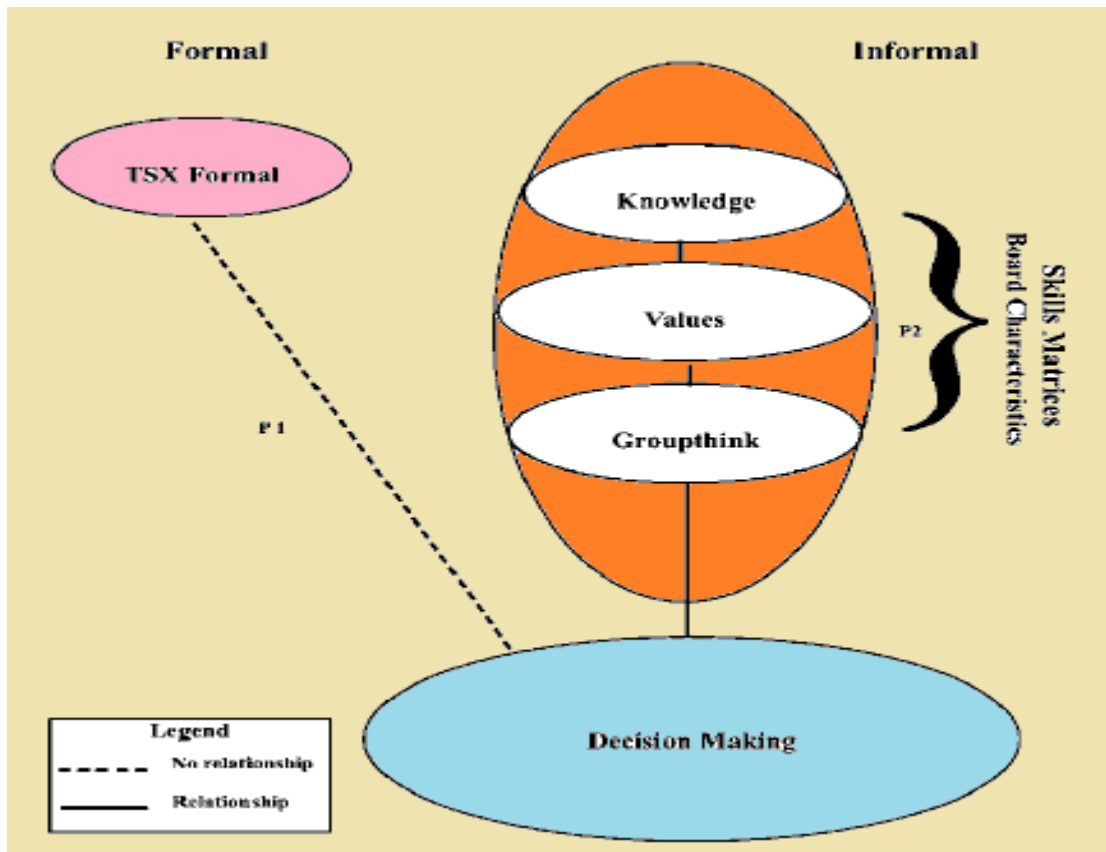 Formal
Informal
TSX Formal
Knowledge
Values
Groupthink
P 1
P2
Skills Matrices
Board Characteristics
Decision Making
Legend
No relationship
Relationship